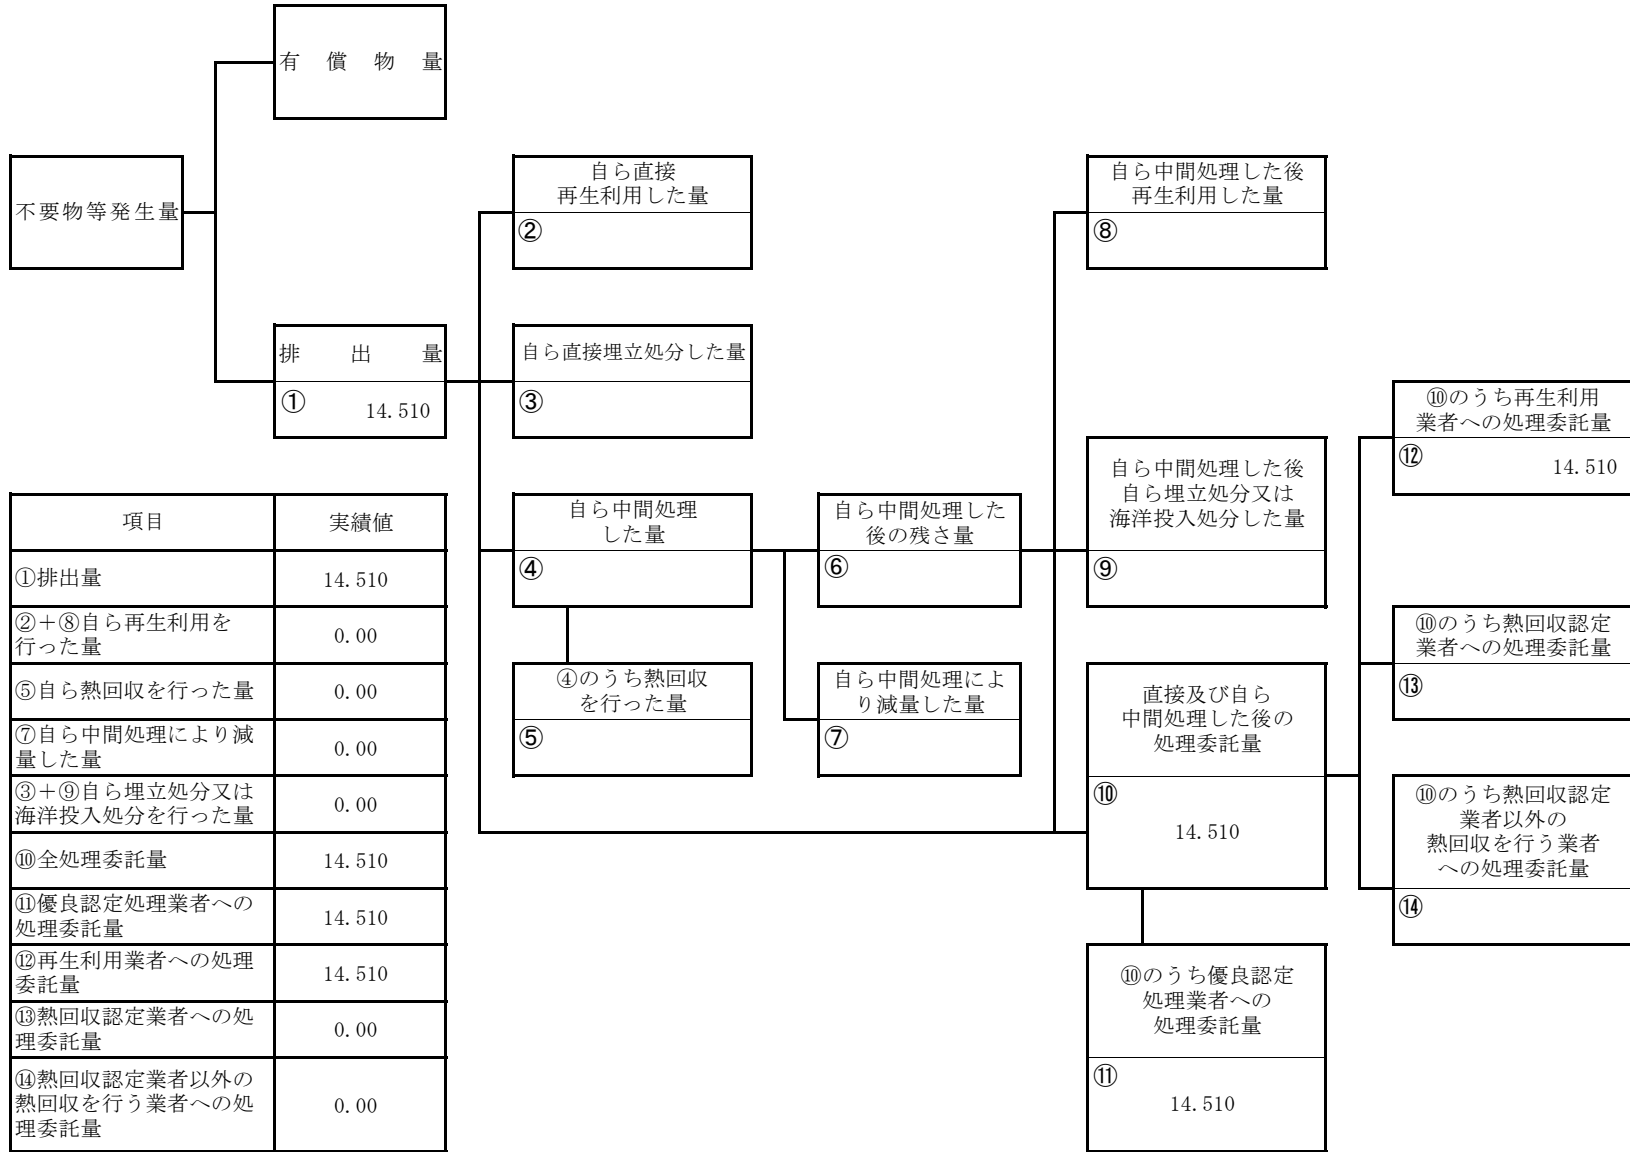 有償物量
不要物等発生量
自ら直接
再生利用した量
②
自ら中間処理した後
再生利用した量
⑧
排出量
①
14.510
自ら直接埋立処分した量
③
⑩のうち再生利用
業者への処理委託量
⑫
14.510
自ら中間処理
した量
④
自ら中間処理した
後の残さ量
⑥
自ら中間処理した後
自ら埋立処分又は
海洋投入処分した量
⑨
⑩のうち熱回収認定
業者への処理委託量
⑬
④のうち熱回収
を行った量
⑤
自ら中間処理によ
り減量した量
⑦
直接及び自ら
中間処理した後の
処理委託量
⑩
14.510
⑩のうち熱回収認定
業者以外の
熱回収を行う業者
への処理委託量
⑭
⑩のうち優良認定
処理業者への
処理委託量
⑪
14.510
項目
実績値
①排出量
14.510
②+⑧自ら再生利用を
行った量
0.00
⑤自ら熱回収を行った量
0.00
⑦自ら中間処理により減
量した量
0.00
③+⑨自ら埋立処分又は
海洋投入処分を行った量
0.00
⑩全処理委託量
14.510
⑪優良認定処理業者への
処理委託量
14.510
⑫再生利用業者への処理
委託量
14.510
⑬熱回収認定業者への処
理委託量
0.00
⑭熱回収認定業者以外の
熱回収を行う業者への処
理委託量
0.00